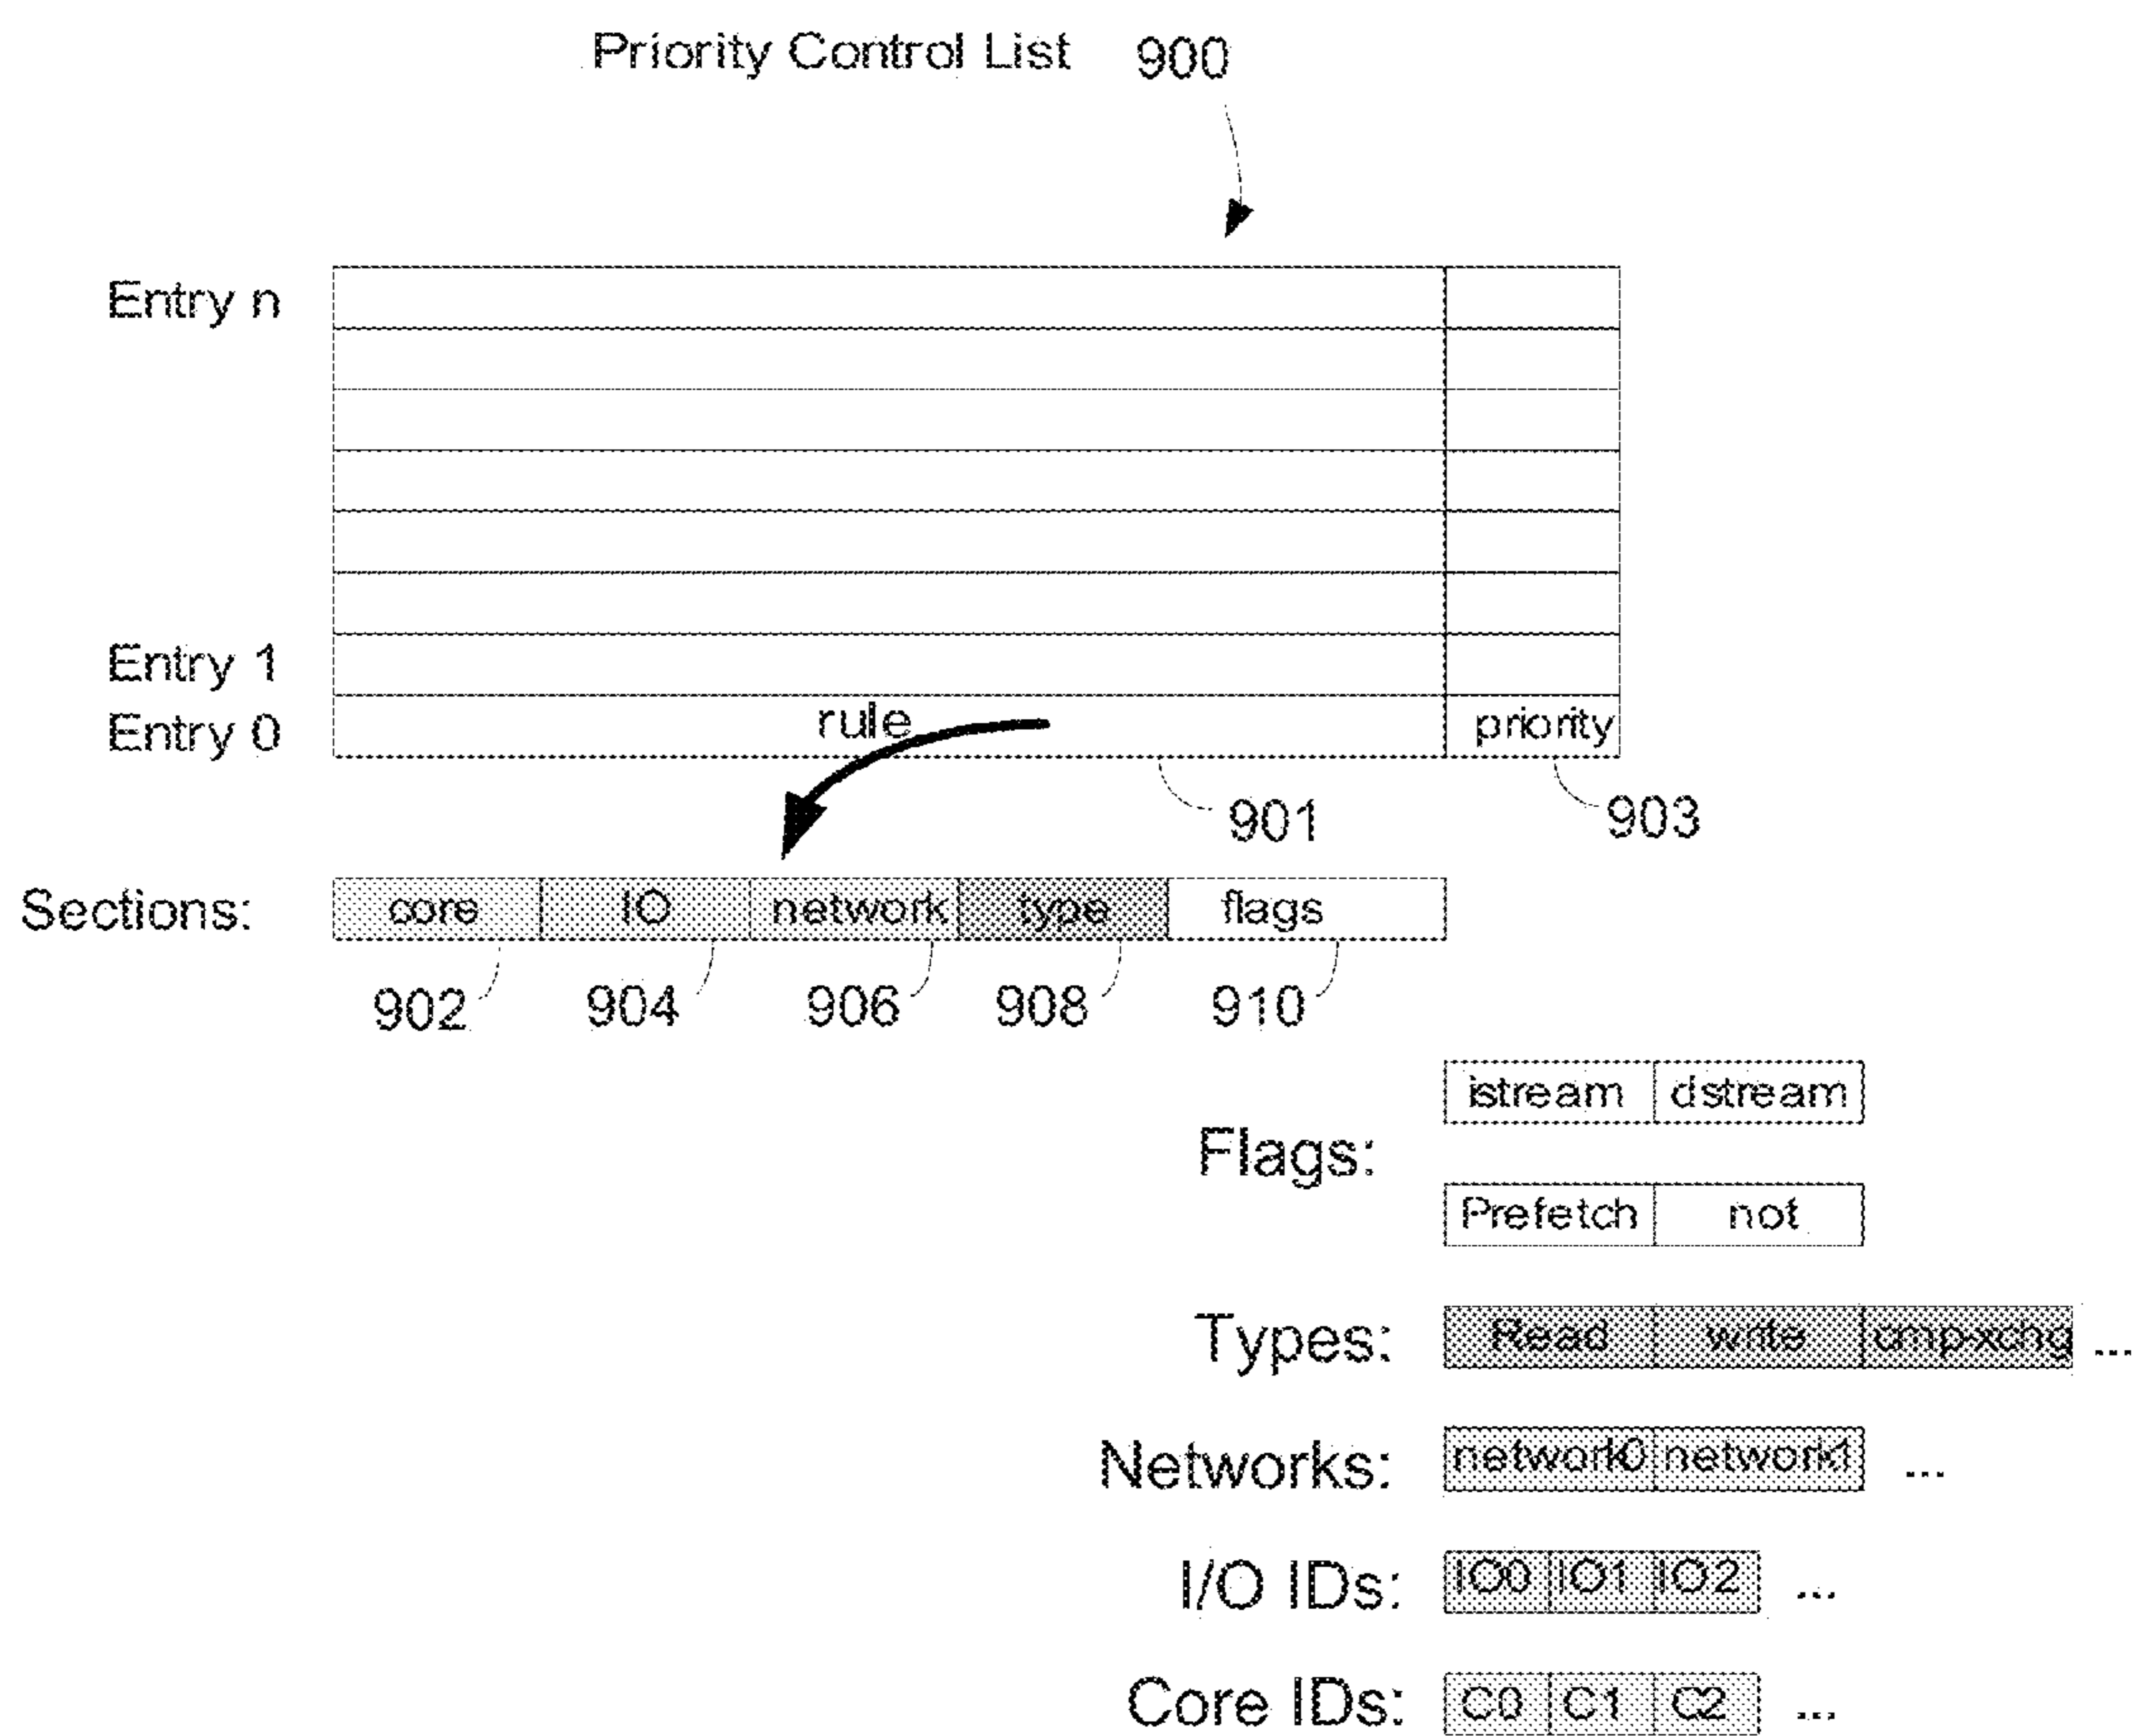 Priority Control List 900
Entry n
Entry 1
Entry 0 rule priority
901 903
Sections: core IO network type flags
902 904 906 908 910
istream dstream
Flags:
Prefetch not
Types: Read write cmp-xchg ...
Networks: network0 network1 ...
I/O IDs: IO0 IO1 IO2 ...
Core IDs: C0 C1 C2 ...